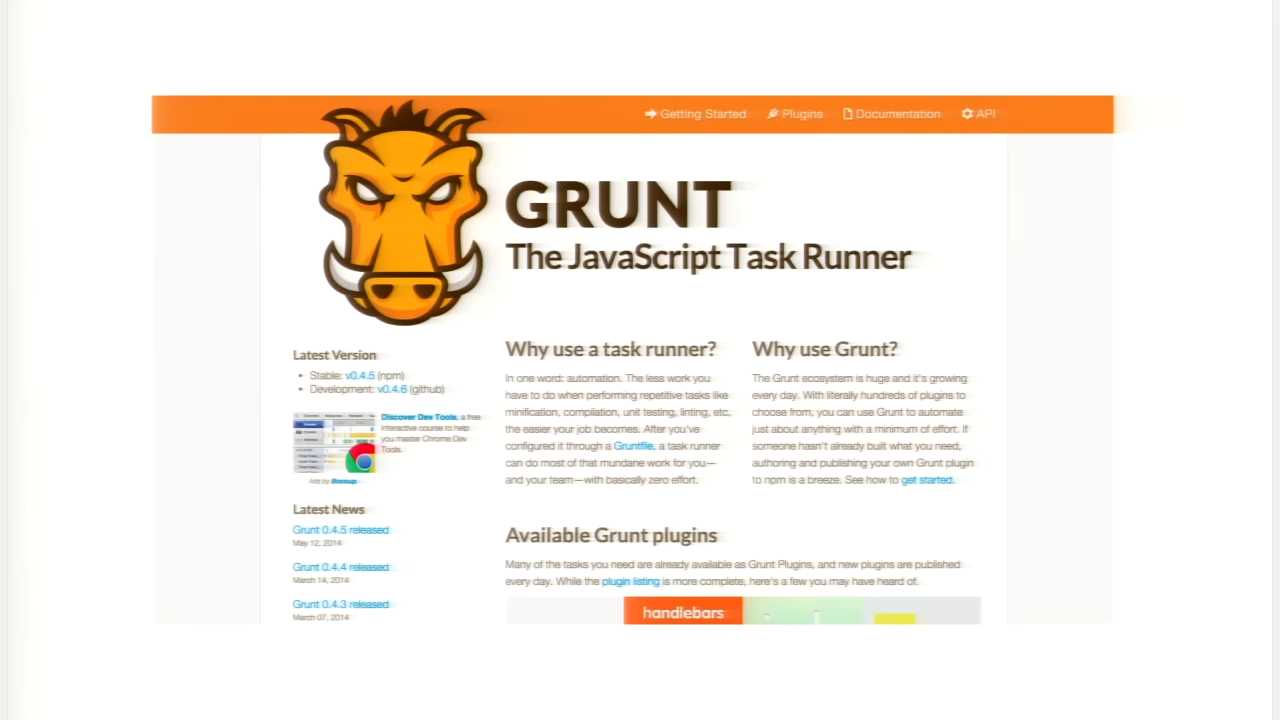 Getting Started Plugins Documentation API
GRUNT
The JavaScript Task Runner
Latest Version
• Stable: v0.4.5 (npm)
• Development: v0.4.6 (github)
Discover Dev Tools, a free
interactive course to help
you master Chrome Dev
Tools.
Ads by Bocoup.
Latest News
Grunt 0.4.5 released
May 12, 2014
Grunt 0.4.4 released
March 14, 2014
Grunt 0.4.3 released
March 07, 2014
Why use a task runner?
In one word: automation. The less work you
have to do when performing repetitive tasks like
minification, compilation, unit testing, linting, etc,
the easier your job becomes. After you've
configured it through a Gruntfile, a task runner
can do most of that mundane work for you—
and your team—with basically zero effort.
Why use Grunt?
The Grunt ecosystem is huge and it's growing
every day. With literally hundreds of plugins to
choose from, you can use Grunt to automate
just about anything with a minimum of effort. If
someone hasn't already built what you need,
authoring and publishing your own Grunt plugin
to npm is a breeze. See how to get started.
Available Grunt plugins
Many of the tasks you need are already available as Grunt Plugins, and new plugins are published
every day. While the plugin listing is more complete, here's a few you may have heard of.
handlebars